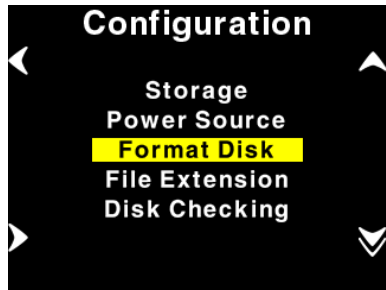 Configuration
Storage
Power Source
Format Disk
File Extension
Disk Checking